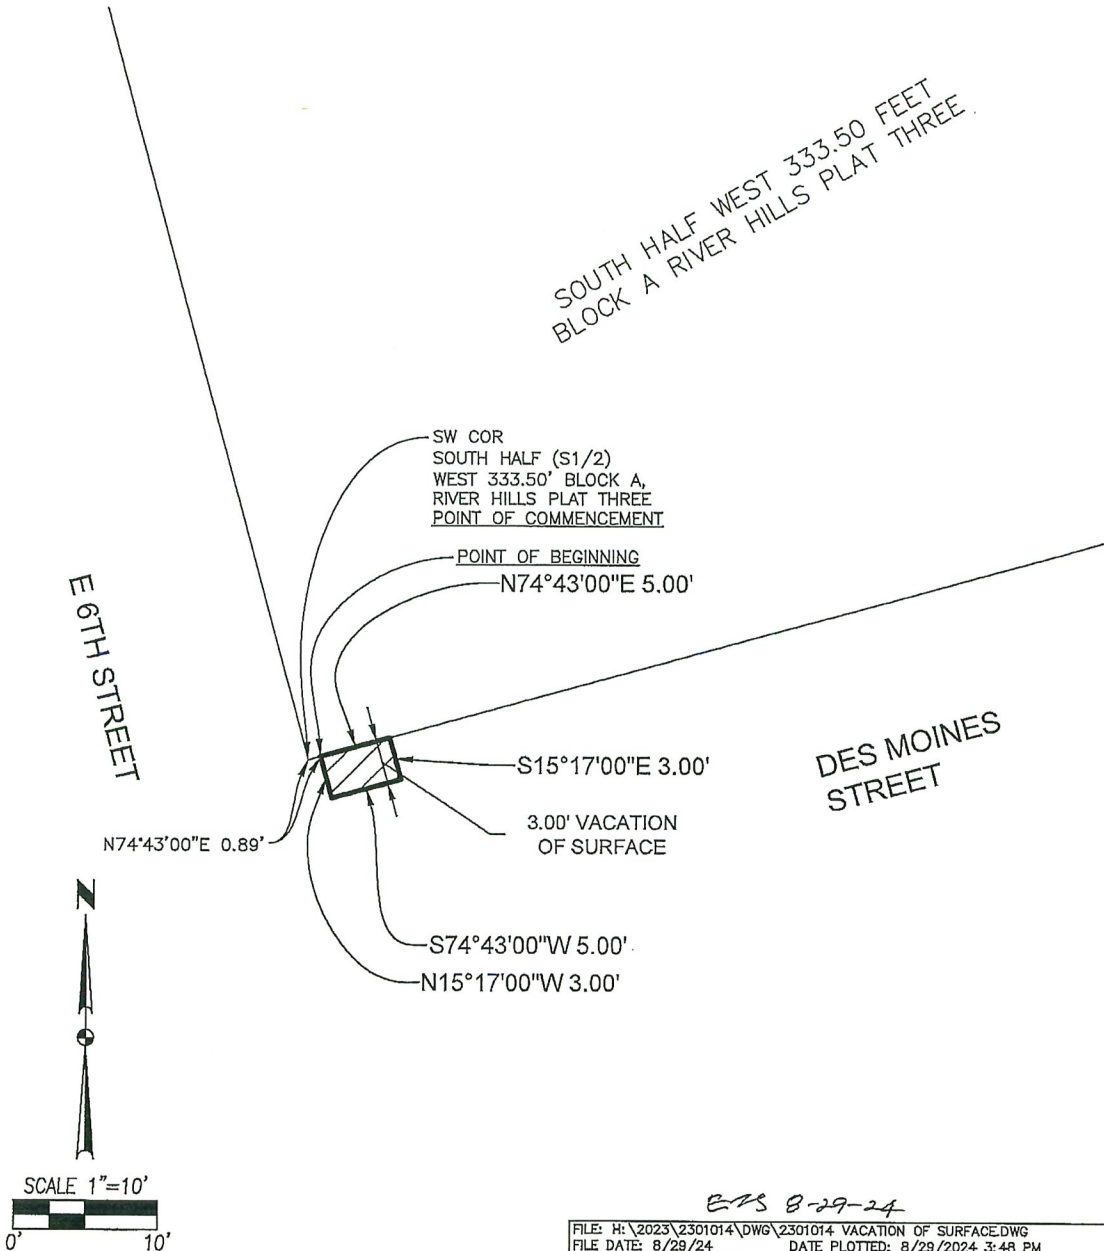 SOUTH HALF WEST 333.50 FEET
BLOCK A RIVER HILLS PLAT THREE
SW COR
SOUTH HALF (S1/2)
WEST 333.50' BLOCK A,
RIVER HILLS PLAT THREE
POINT OF COMMENCEMENT
POINT OF BEGINNING
N74°43'00"E 5.00'
E 6TH STREET
DES MOINES
STREET
S15°17'00"E 3.00'
3.00' VACATION
OF SURFACE
N74°43'00"E 0.89'
S74°43'00"W 5.00'
N15°17'00"W 3.00'
N
SCALE 1"=10'
0' 10'
8-29-24
FILE: H:\2023\2301014\DWG\2301014 VACATION OF SURFACE.DWG
FILE DATE: 8/29/24 DATE PLOTTED: 8/29/2024 3:48 PM